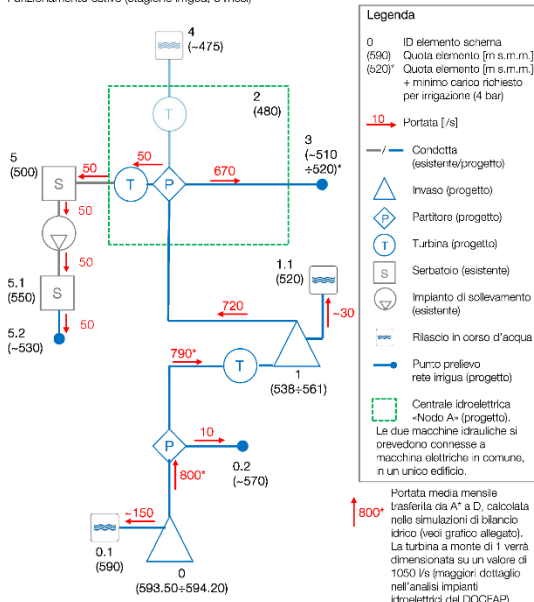 Funzionamento estivo (stagione irrigua,
4
(~475)
T
2
(480)
3
(~510
÷520)*
5
(500)
50
50
670
S
T
P
50
50
5.1
(550)
S
50
5.2
(~530)
1.1
(520)
720
~30
790*
T
1
(538÷561)
P
10
0.2
(~570)
800*
~150
0.1
(590)
0
(593.50÷594.20)
Legenda
0 ID elemento schema
(590) Quota elemento [m s.m.m.]
(520)* Quota elemento [m s.m.m.]
+ minimo carico richiesto
per irrigazione (4 bar)
10 Portata [l/s]
Condotta
(esistente/progetto)
Invaso (progetto)
P Partitore (progetto)
T Turbina (progetto)
S Serbatoio (esistente)
Impianto di sollevamento
(esistente)
Rilascio in corso d'acqua
Punto prelievo
rete irrigua (progetto)
Centrale idroelettrica
«Nodo A» (progetto).
Le due macchine idrauliche si
prevedono connesse a
macchina elettriche in comune,
in un unico edificio.
800* Portata media mensile
trasferita da A* a D, calcolata
nelle simulazioni di bilancio
idrico (vedi grafico allegato).
La turbina a monte di 1 verrà
dimensionata su un valore di
1050 l/s (maggiori dettaglio
nell'analisi impianti
idroelettrici del DOCFAP)